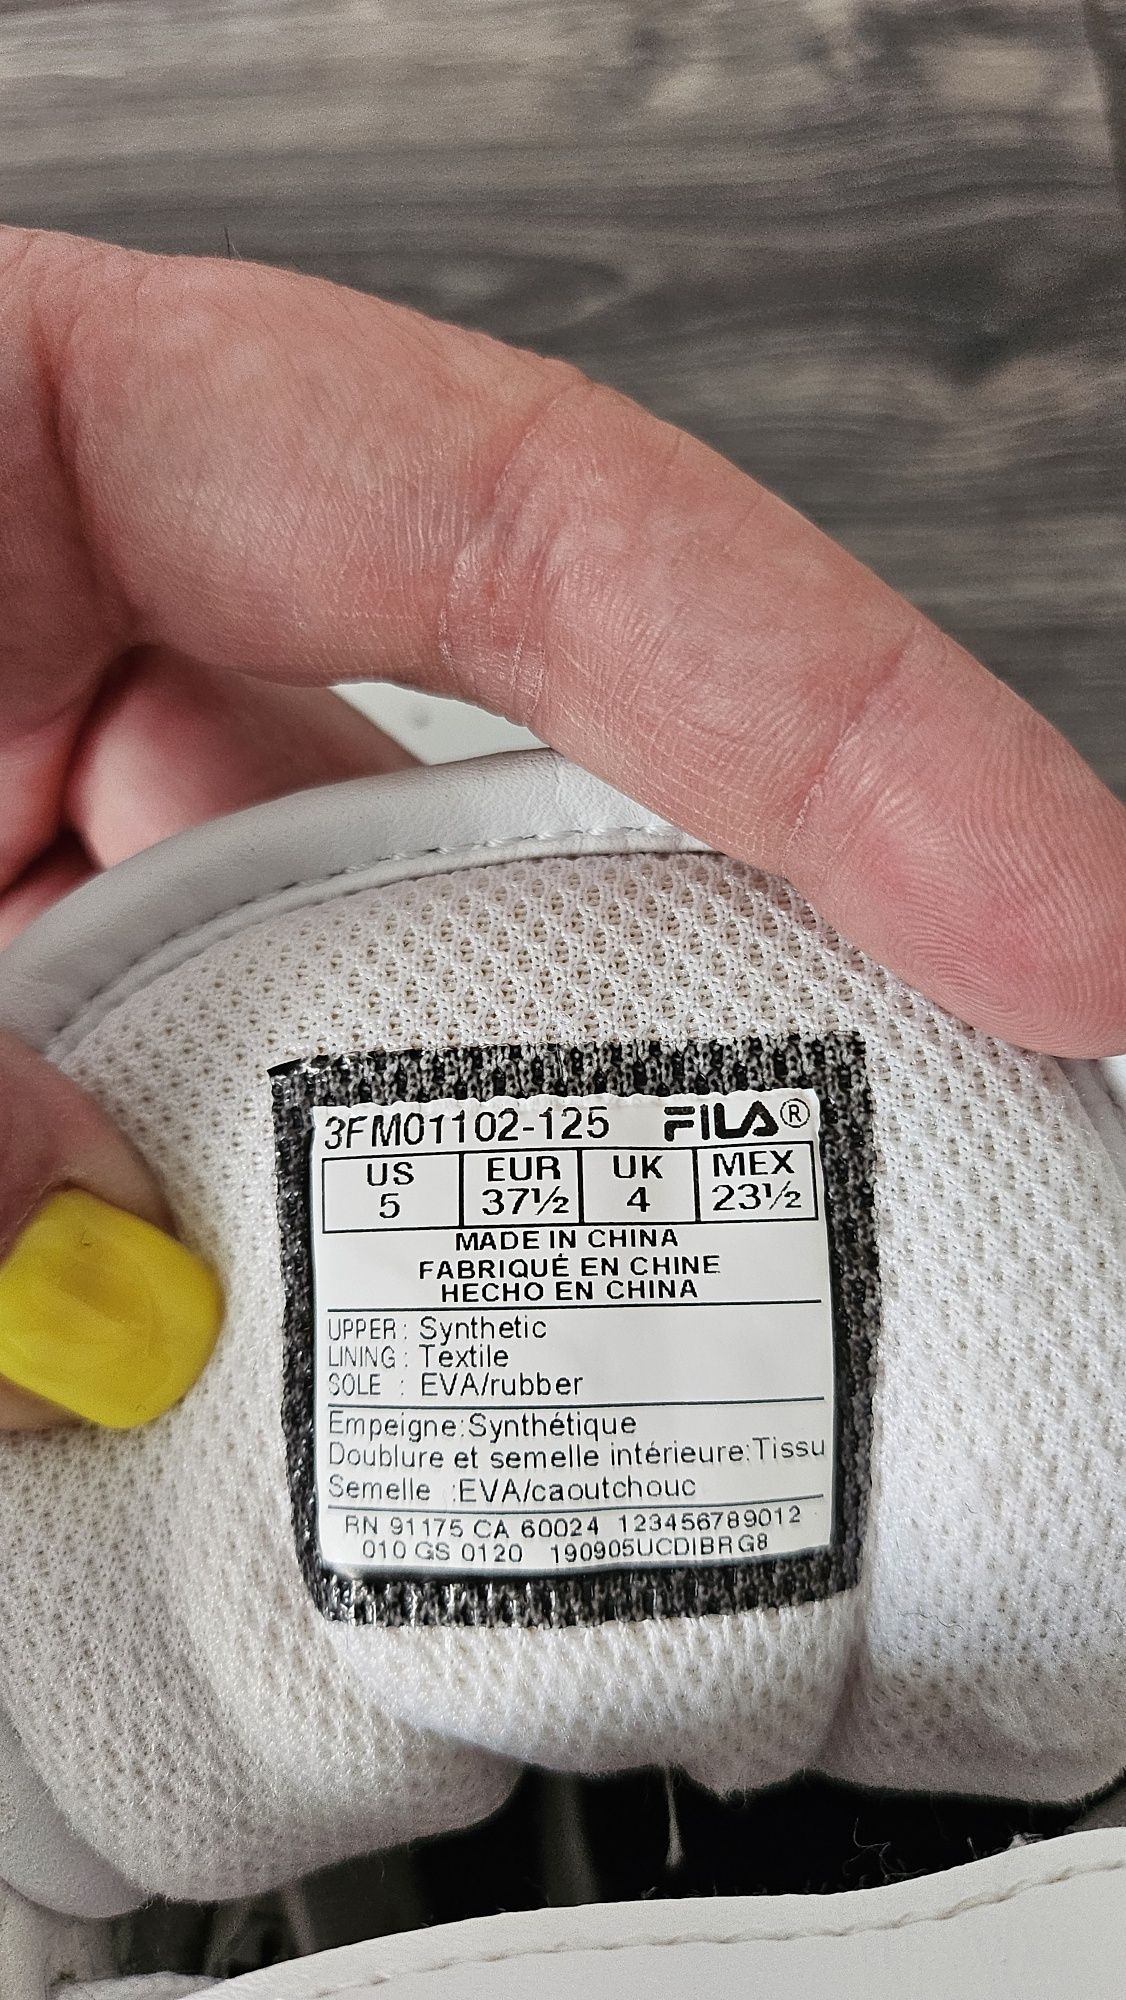 3FM01102-125 FILA®
US EUR UK MEX
5 37½ 4 23½
MADE IN CHINA
FABRIQUÉ EN CHINE
HECHO EN CHINA
UPPER: Synthetic
LINING: Textile
SOLE : EVA/rubber
Empeigne:Synthétique
Doublure et semelle intérieure:Tissu
Semelle :EVA/caoutchouc
RN 91175 CA 60024 123456789012
010 GS 0120 190905UCDIBRG8